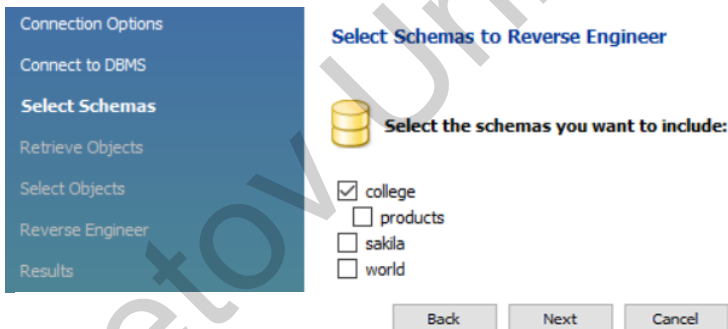 Connection Options
Connect to DBMS
Select Schemas
Retrieve Objects
Select Objects
Reverse Engineer
Results
Select Schemas to Reverse Engineer
Select the schemas you want to include:
college
products
sakila
world
Back Next Cancel